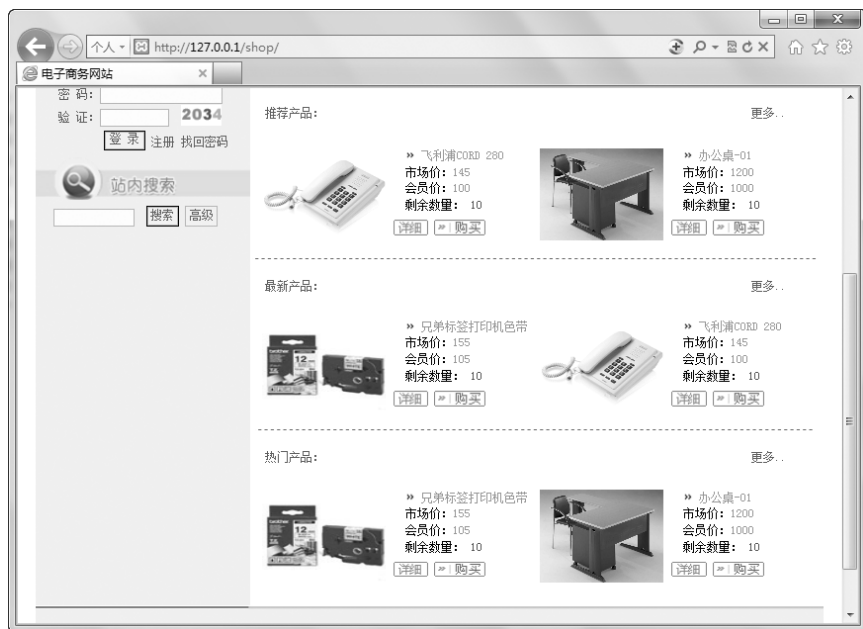 个人 http://127.0.0.1/shop/
电子商务网站
密 码:
验 证: 2034
登 录 注册 找回密码
站内搜索
搜索 高级
推荐产品: 更多..
飞利浦CORD 280
市场价: 145
会员价: 100
剩余数量: 10
详细 购买
办公桌-01
市场价: 1200
会员价: 1000
剩余数量: 10
详细 购买
最新产品: 更多..
兄弟标签打印机色带
市场价: 155
会员价: 105
剩余数量: 10
详细 购买
飞利浦CORD 280
市场价: 145
会员价: 100
剩余数量: 10
详细 购买
热门产品: 更多..
兄弟标签打印机色带
市场价: 155
会员价: 105
剩余数量: 10
详细 购买
办公桌-01
市场价: 1200
会员价: 1000
剩余数量: 10
详细 购买